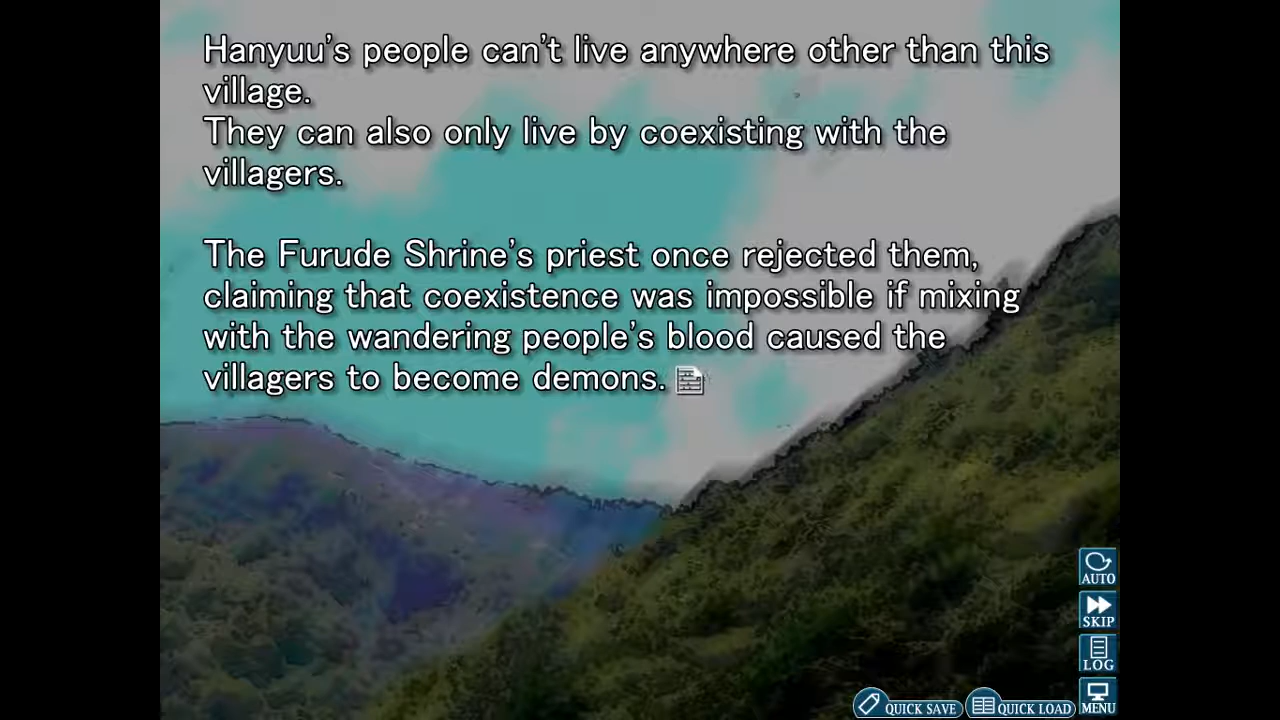 Hanyuu's people can't live anywhere other than this
village.
They can also only live by coexisting with the
villagers.
The Furude Shrine's priest once rejected them,
claiming that coexistence was impossible if mixing
with the wandering people's blood caused the
villagers to become demons.
AUTO
SKIP
LOG
MENU
QUICK SAVE
QUICK LOAD